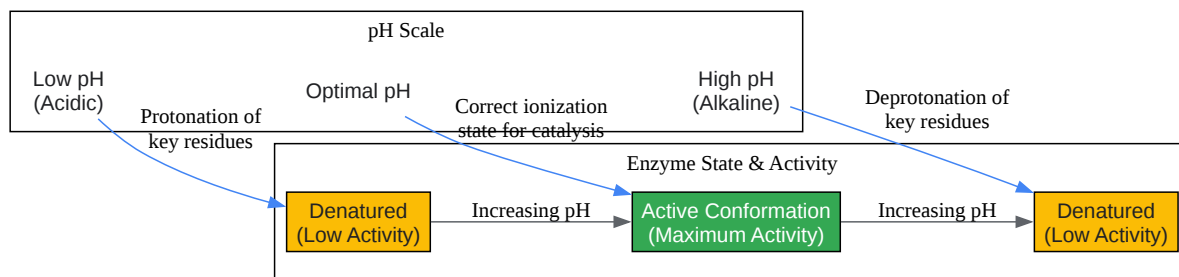 pH Scale
Low pH
(Acidic)
Optimal pH
High pH
(Alkaline)
Protonation of
key residues
Correct ionization
state for catalysis
Deprotonation of
key residues
Enzyme State & Activity
Denatured
(Low Activity)
Increasing pH
Active Conformation
(Maximum Activity)
Increasing pH
Denatured
(Low Activity)